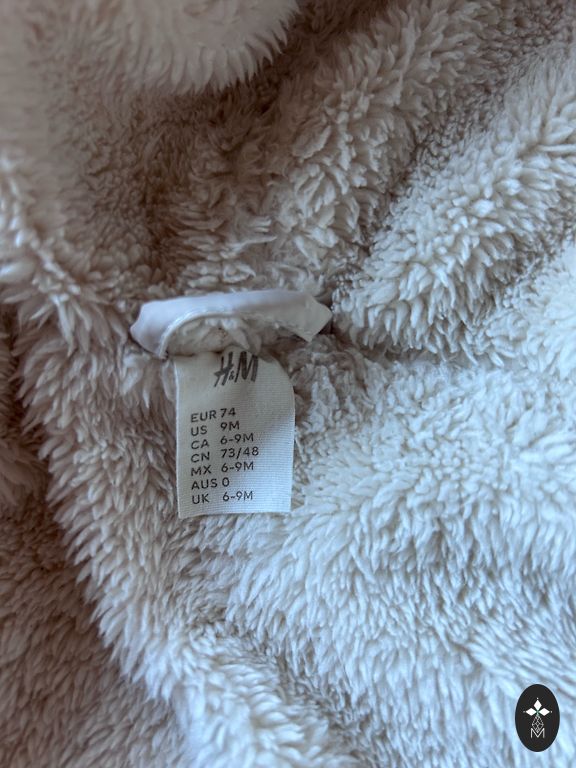 H&M
EUR 74
US 9M
CA 6-9M
CN 73/48
MX 6-9M
AUS 0
UK 6-9M
M